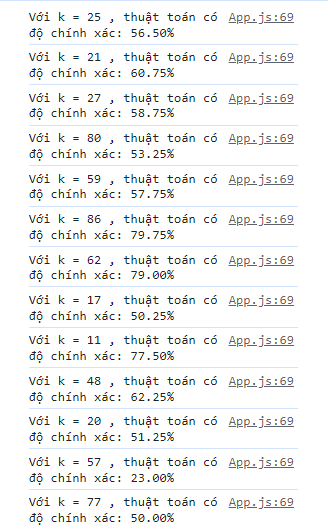 Với k = 25 , thuật toán có App.js:69
độ chính xác: 56.50%
Với k = 21 , thuật toán có App.js:69
độ chính xác: 60.75%
Với k = 27 , thuật toán có App.js:69
độ chính xác: 58.75%
Với k = 80 , thuật toán có App.js:69
độ chính xác: 53.25%
Với k = 59 , thuật toán có App.js:69
độ chính xác: 57.75%
Với k = 86 , thuật toán có App.js:69
độ chính xác: 79.75%
Với k = 62 , thuật toán có App.js:69
độ chính xác: 79.00%
Với k = 17 , thuật toán có App.js:69
độ chính xác: 50.25%
Với k = 11 , thuật toán có App.js:69
độ chính xác: 77.50%
Với k = 48 , thuật toán có App.js:69
độ chính xác: 62.25%
Với k = 20 , thuật toán có App.js:69
độ chính xác: 51.25%
Với k = 57 , thuật toán có App.js:69
độ chính xác: 23.00%
Với k = 77 , thuật toán có App.js:69
độ chính xác: 50.00%